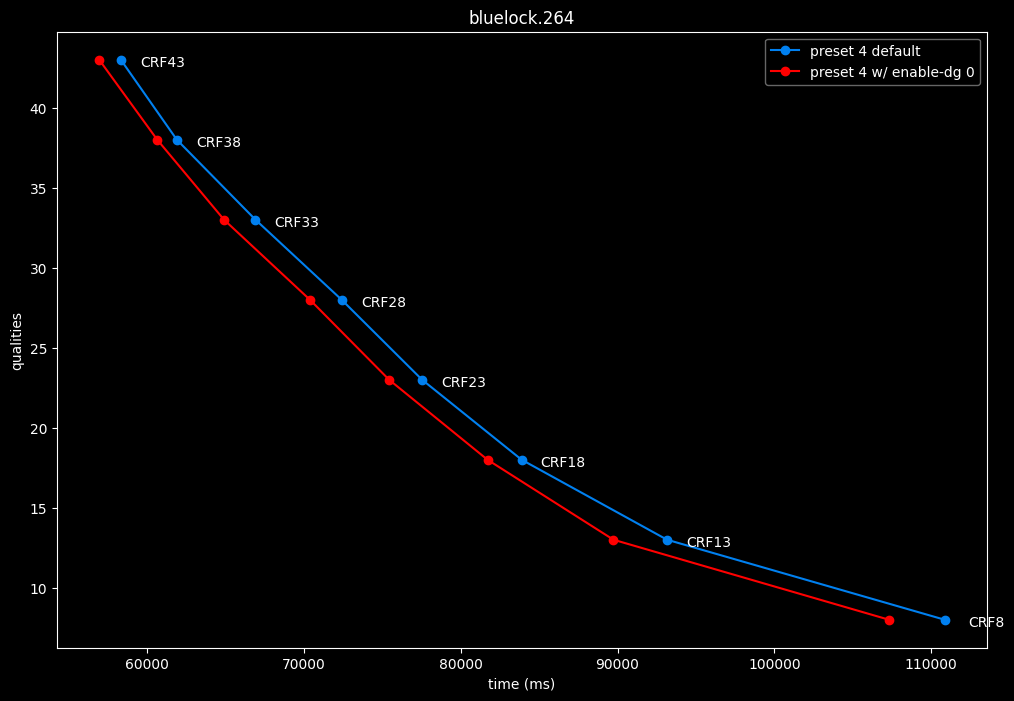 bluelock.264
preset 4 default
preset 4 w/ enable-dg 0
CRF43
CRF38
CRF33
CRF28
CRF23
CRF18
CRF13
CRF8
40
35
30
25
20
15
10
qualities
60000
70000
80000
90000
100000
110000
time (ms)